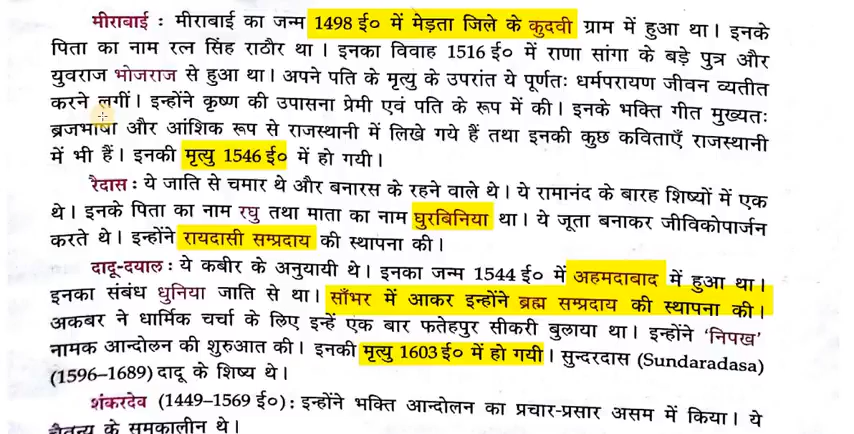 मीराबाई : मीराबाई का जन्म 1498 ई० में मेड़ता जिले के कुदवी ग्राम में हुआ था। इनके
पिता का नाम रत्न सिंह राठौर था। इनका विवाह 1516 ई० में राणा सांगा के बड़े पुत्र और
युवराज भोजराज से हुआ था। अपने पति के मृत्यु के उपरांत ये पूर्णतः धर्मपरायण जीवन व्यतीत
करने लगीं। इन्होंने कृष्ण की उपासना प्रेमी एवं पति के रूप में की। इनके भक्ति गीत मुख्यतः
ब्रजभाषा और आंशिक रूप से राजस्थानी में लिखे गये हैं तथा इनकी कुछ कविताएँ राजस्थानी
में भी हैं। इनकी मृत्यु 1546 ई० में हो गयी।
रैदास : ये जाति से चमार थे और बनारस के रहने वाले थे। ये रामानंद के बारह शिष्यों में एक
थे। इनके पिता का नाम रघु तथा माता का नाम घुरबिनिया था। ये जूता बनाकर जीविकोपार्जन
करते थे। इन्होंने रायदासी सम्प्रदाय की स्थापना की।
दादू-दयाल : ये कबीर के अनुयायी थे। इनका जन्म 1544 ई० में अहमदाबाद में हुआ था।
इनका संबंध धुनिया जाति से था। साँभर में आकर इन्होंने ब्रह्म सम्प्रदाय की स्थापना की।
अकबर ने धार्मिक चर्चा के लिए इन्हें एक बार फतेहपुर सीकरी बुलाया था। इन्होंने 'निपख'
नामक आन्दोलन की शुरुआत की। इनकी मृत्यु 1603 ई० में हो गयी। सुन्दरदास (Sundaradasa)
(1596–1689) दादू के शिष्य थे।
शंकरदेव (1449–1569 ई०) : इन्होंने भक्ति आन्दोलन का प्रचार-प्रसार असम में किया। ये
चैतन्य के समकालीन थे।